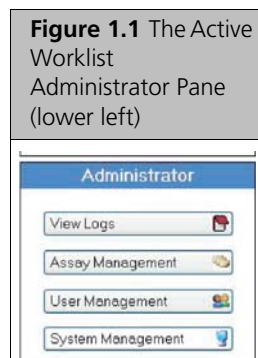 Figure 1.1 The Active
Worklist
Administrator Pane
(lower left)
Administrator
View Logs
Assay Management
User Management
System Management